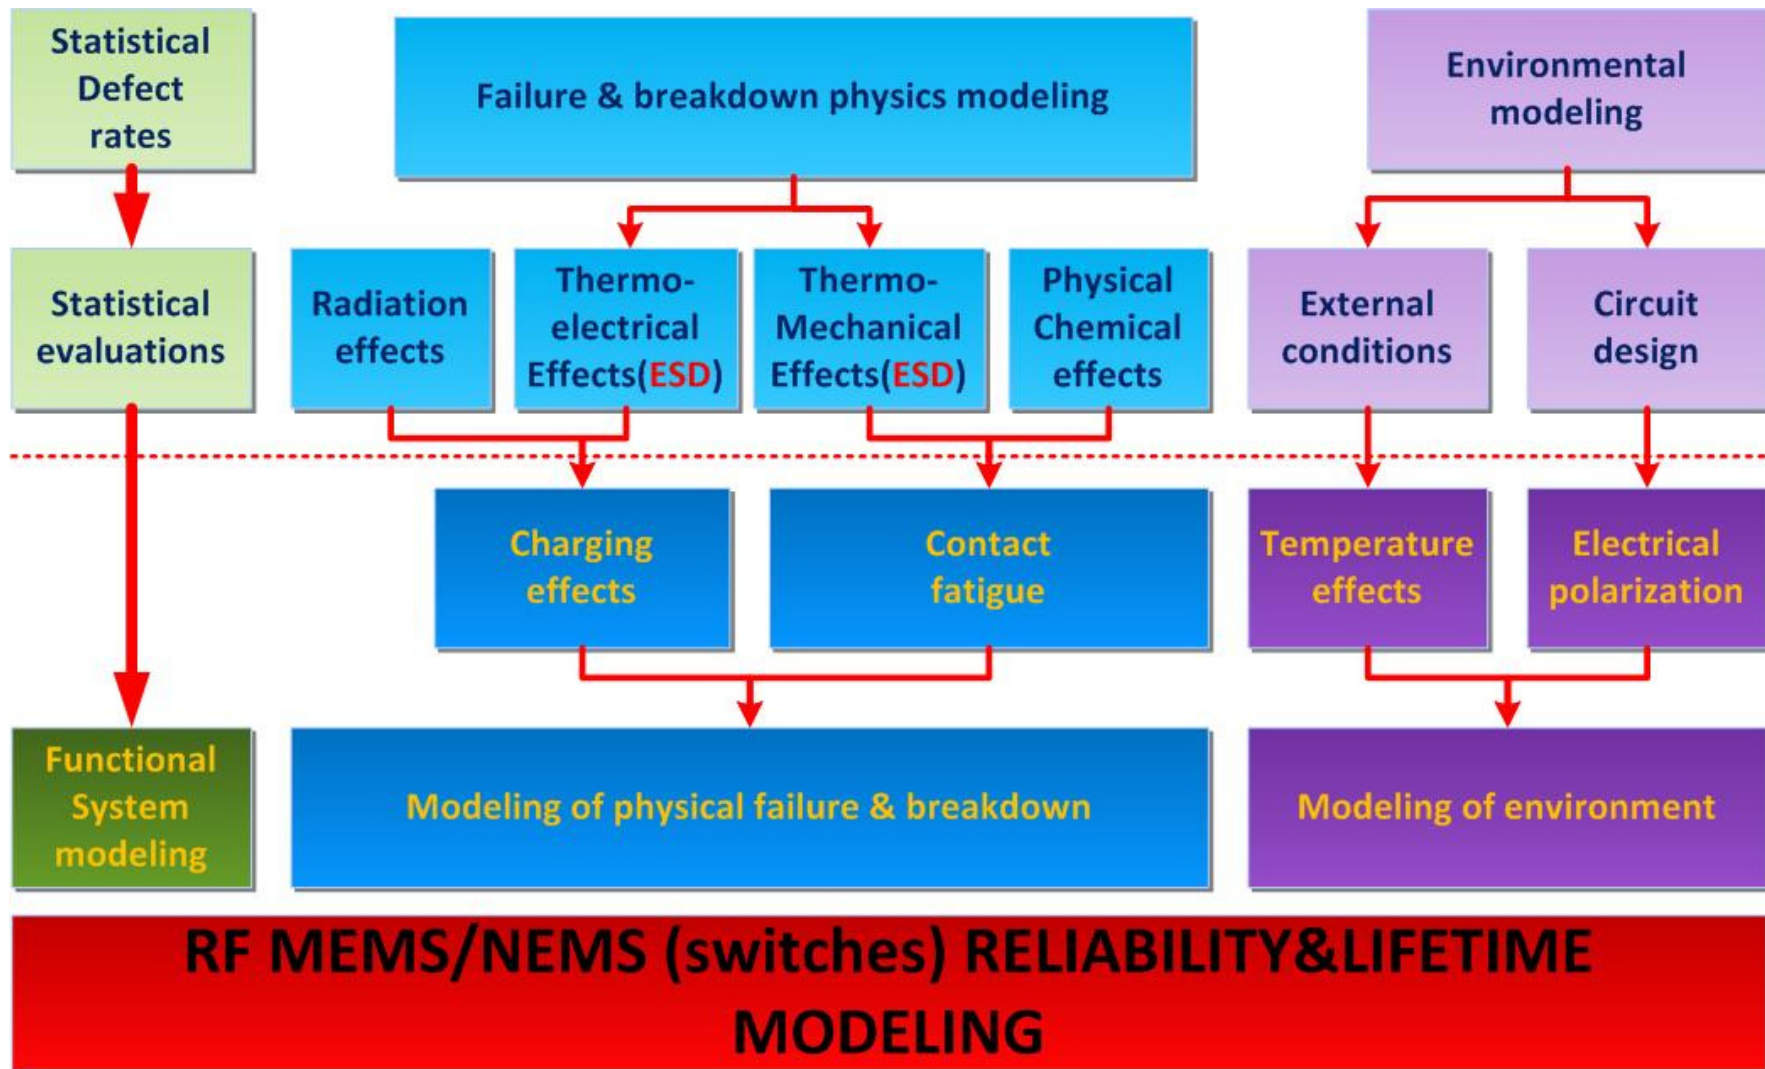 Statistical
Defect
rates
Failure & breakdown physics modeling
Environmental
modeling
Statistical
evaluations
Radiation
effects
Thermo-
electrical
Effects(ESD)
Thermo-
Mechanical
Effects(ESD)
Physical
Chemical
effects
External
conditions
Circuit
design
Charging
effects
Contact
fatigue
Temperature
effects
Electrical
polarization
Functional
System
modeling
Modeling of physical failure & breakdown
Modeling of environment
RF MEMS/NEMS (switches) RELIABILITY&LIFETIME
MODELING